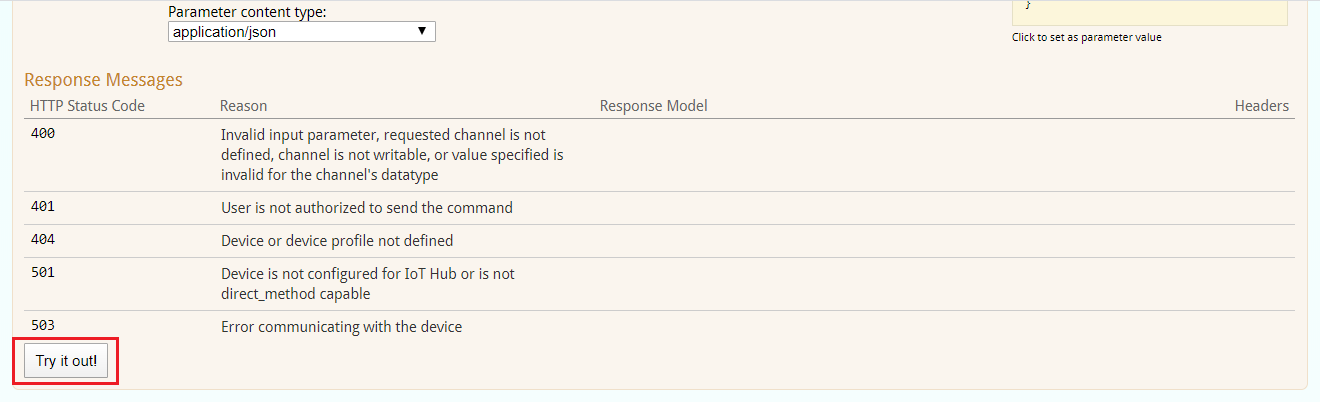 Parameter content type:
application/json
}
Click to set as parameter value
Response Messages
HTTP Status Code Reason Response Model Headers
400 Invalid input parameter, requested channel is not
defined, channel is not writable, or value specified is
invalid for the channel's datatype
401 User is not authorized to send the command
404 Device or device profile not defined
501 Device is not configured for IoT Hub or is not
direct_method capable
503 Error communicating with the device
Try it out!